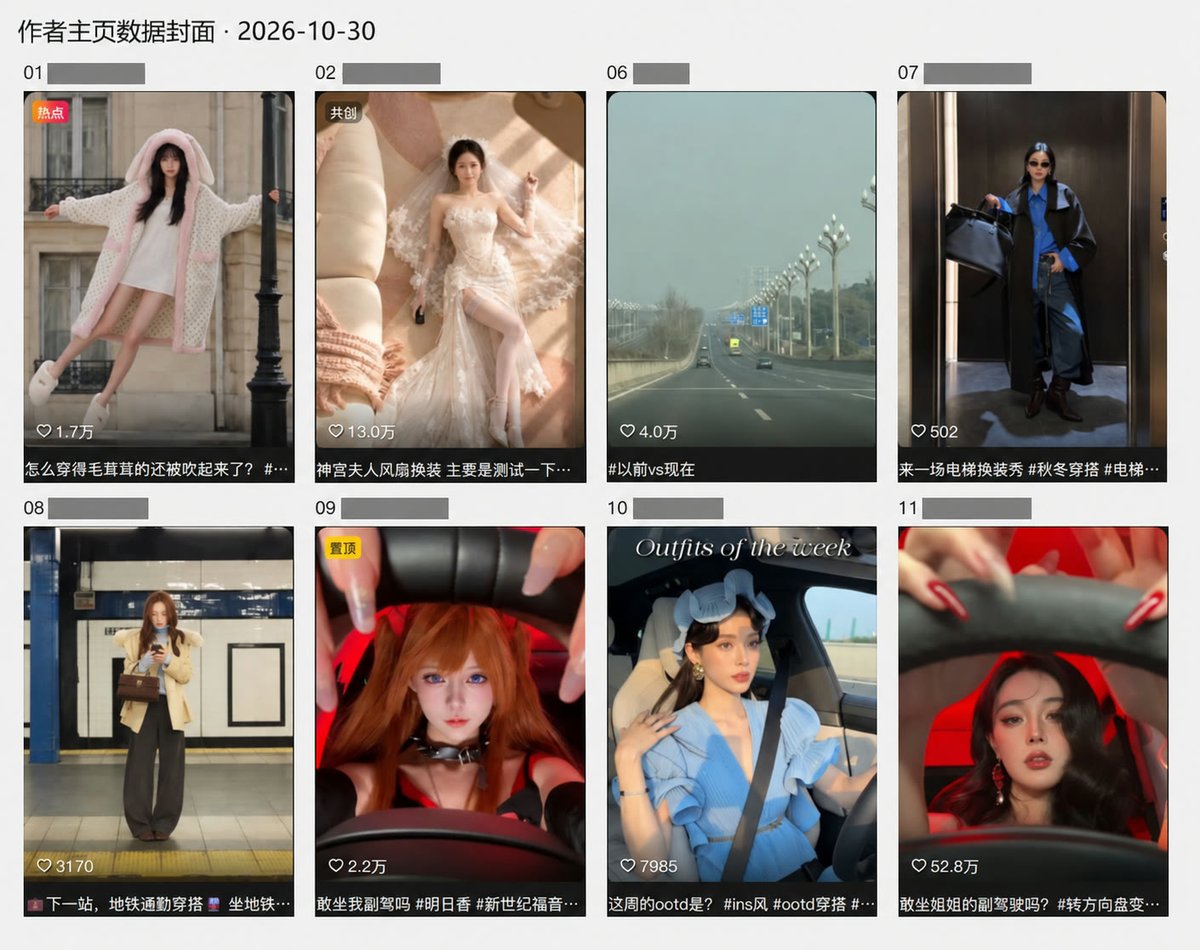 作者主页数据封面 · 2026-10-30
01
02
06
07
热点
共创
1.7万
13.0万
4.0万
502
怎么穿得毛茸茸的还被吹起来了? #…
神宫夫人风扇换装 主要是测试一下…
#以前vs现在
来一场电梯换装秀 #秋冬穿搭 #电梯…
08
09
10
11
置顶
Outfits of the week
3170
2.2万
7985
52.8万
下一站，地铁通勤穿搭 坐地铁…
敢坐我副驾吗 #明日香 #新世纪福音…
这周的ootd是? #ins风 #ootd穿搭 #…
敢坐姐姐的副驾驶吗? #转方向盘变…